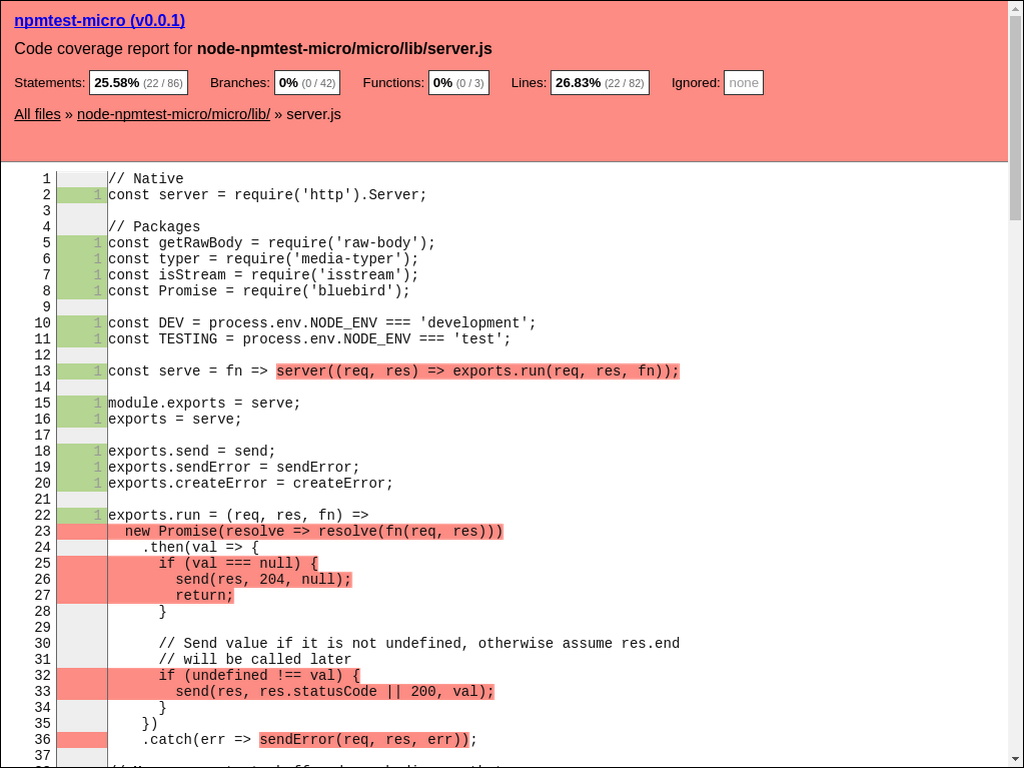 npmtest-micro (v0.0.1)
Code coverage report for node-npmtest-micro/micro/lib/server.js
Statements: 25.58% (22 / 86) Branches: 0% (0 / 42) Functions: 0% (0 / 3) Lines: 26.83% (22 / 82) Ignored: none
All files » node-npmtest-micro/micro/lib/ » server.js
1 // Native
2 1 const server = require('http').Server;
3
4 // Packages
5 1 const getRawBody = require('raw-body');
6 1 const typer = require('media-typer');
7 1 const isStream = require('isstream');
8 1 const Promise = require('bluebird');
9
10 1 const DEV = process.env.NODE_ENV === 'development';
11 1 const TESTING = process.env.NODE_ENV === 'test';
12
13 1 const serve = fn => server((req, res) => exports.run(req, res, fn));
14
15 1 module.exports = serve;
16 1 exports = serve;
17
18 1 exports.send = send;
19 1 exports.sendError = sendError;
20 1 exports.createError = createError;
21
22 1 exports.run = (req, res, fn) =>
23 new Promise(resolve => resolve(fn(req, res)))
24 .then(val => {
25 if (val === null) {
26 send(res, 204, null);
27 return;
28 }
29
30 // Send value if it is not undefined, otherwise assume res.end
31 // will be called later
32 if (undefined !== val) {
33 send(res, res.statusCode || 200, val);
34 }
35 })
36 .catch(err => sendError(req, res, err));
37